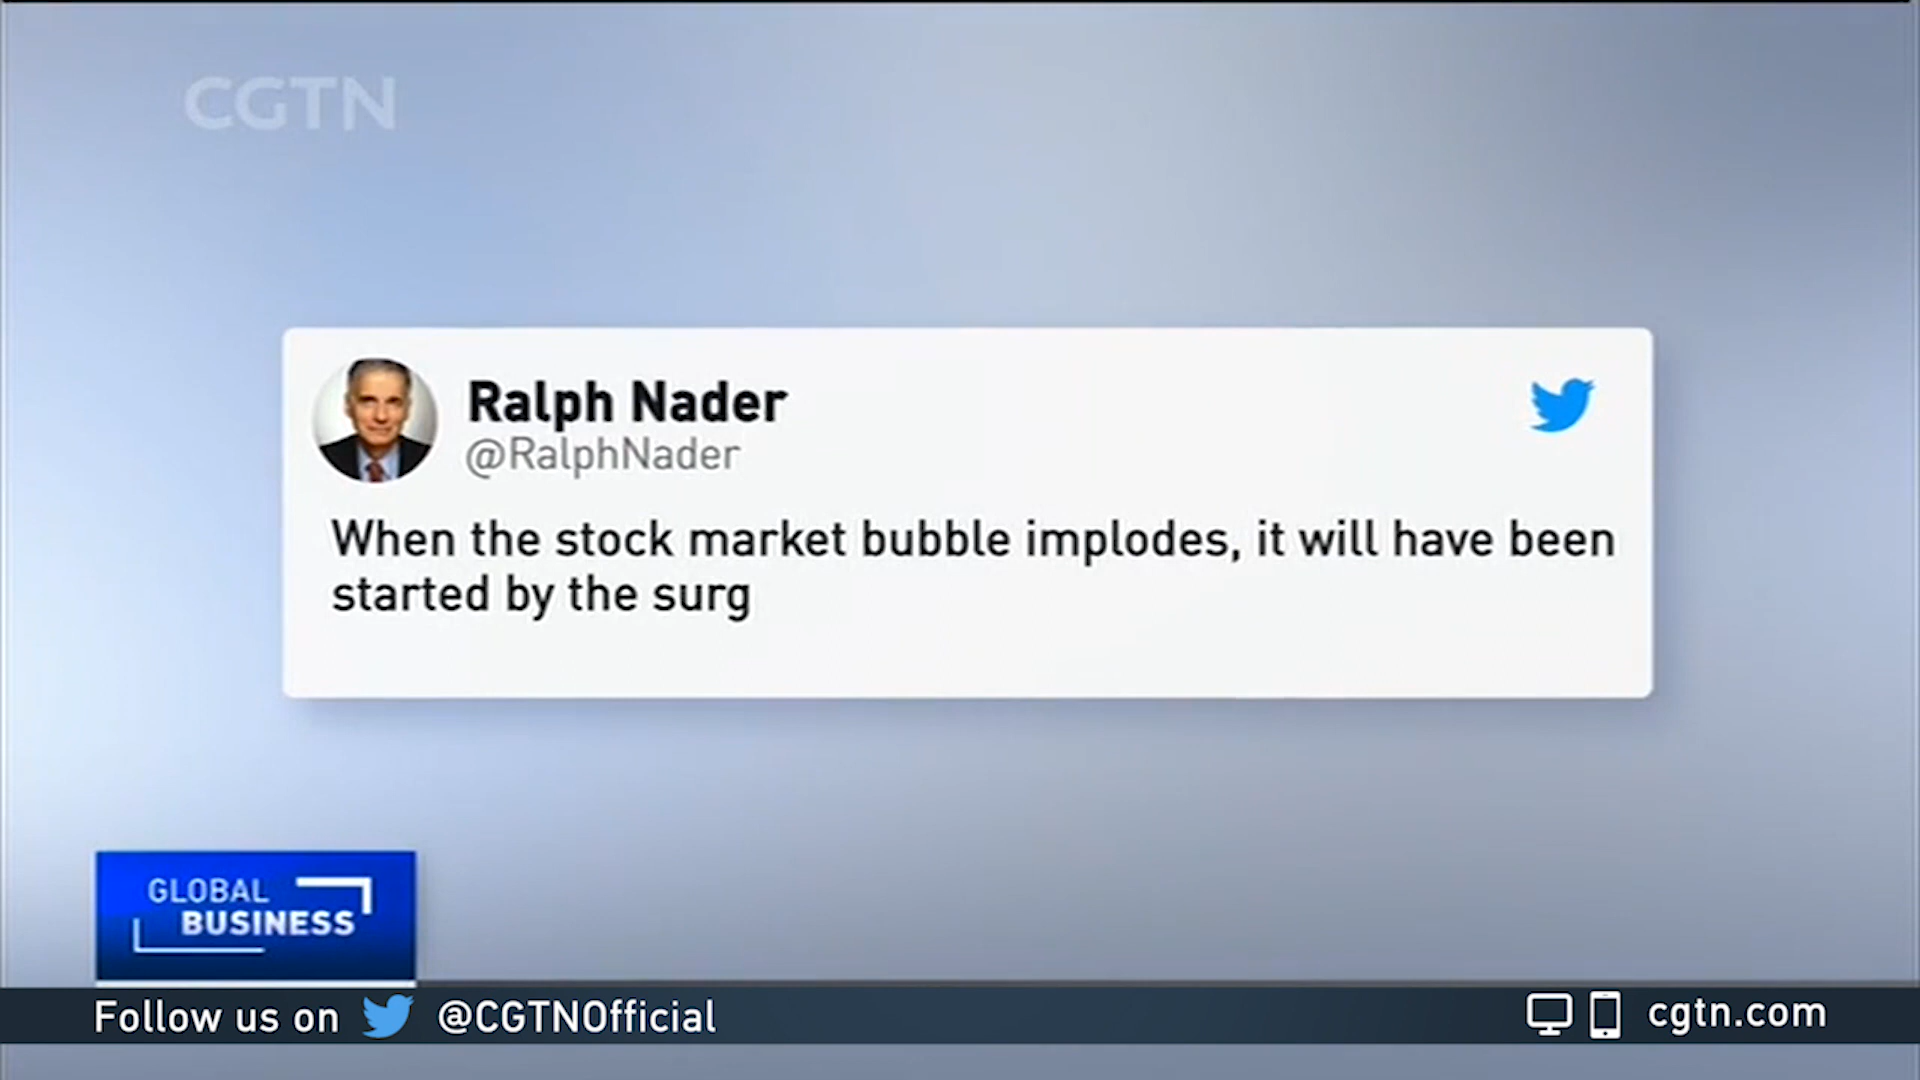 CGTN
Ralph Nader
@RalphNader
When the stock market bubble implodes, it will have been
started by the surg
GLOBAL
BUSINESS
Follow us on @CGTNOfficial
cgtn.com